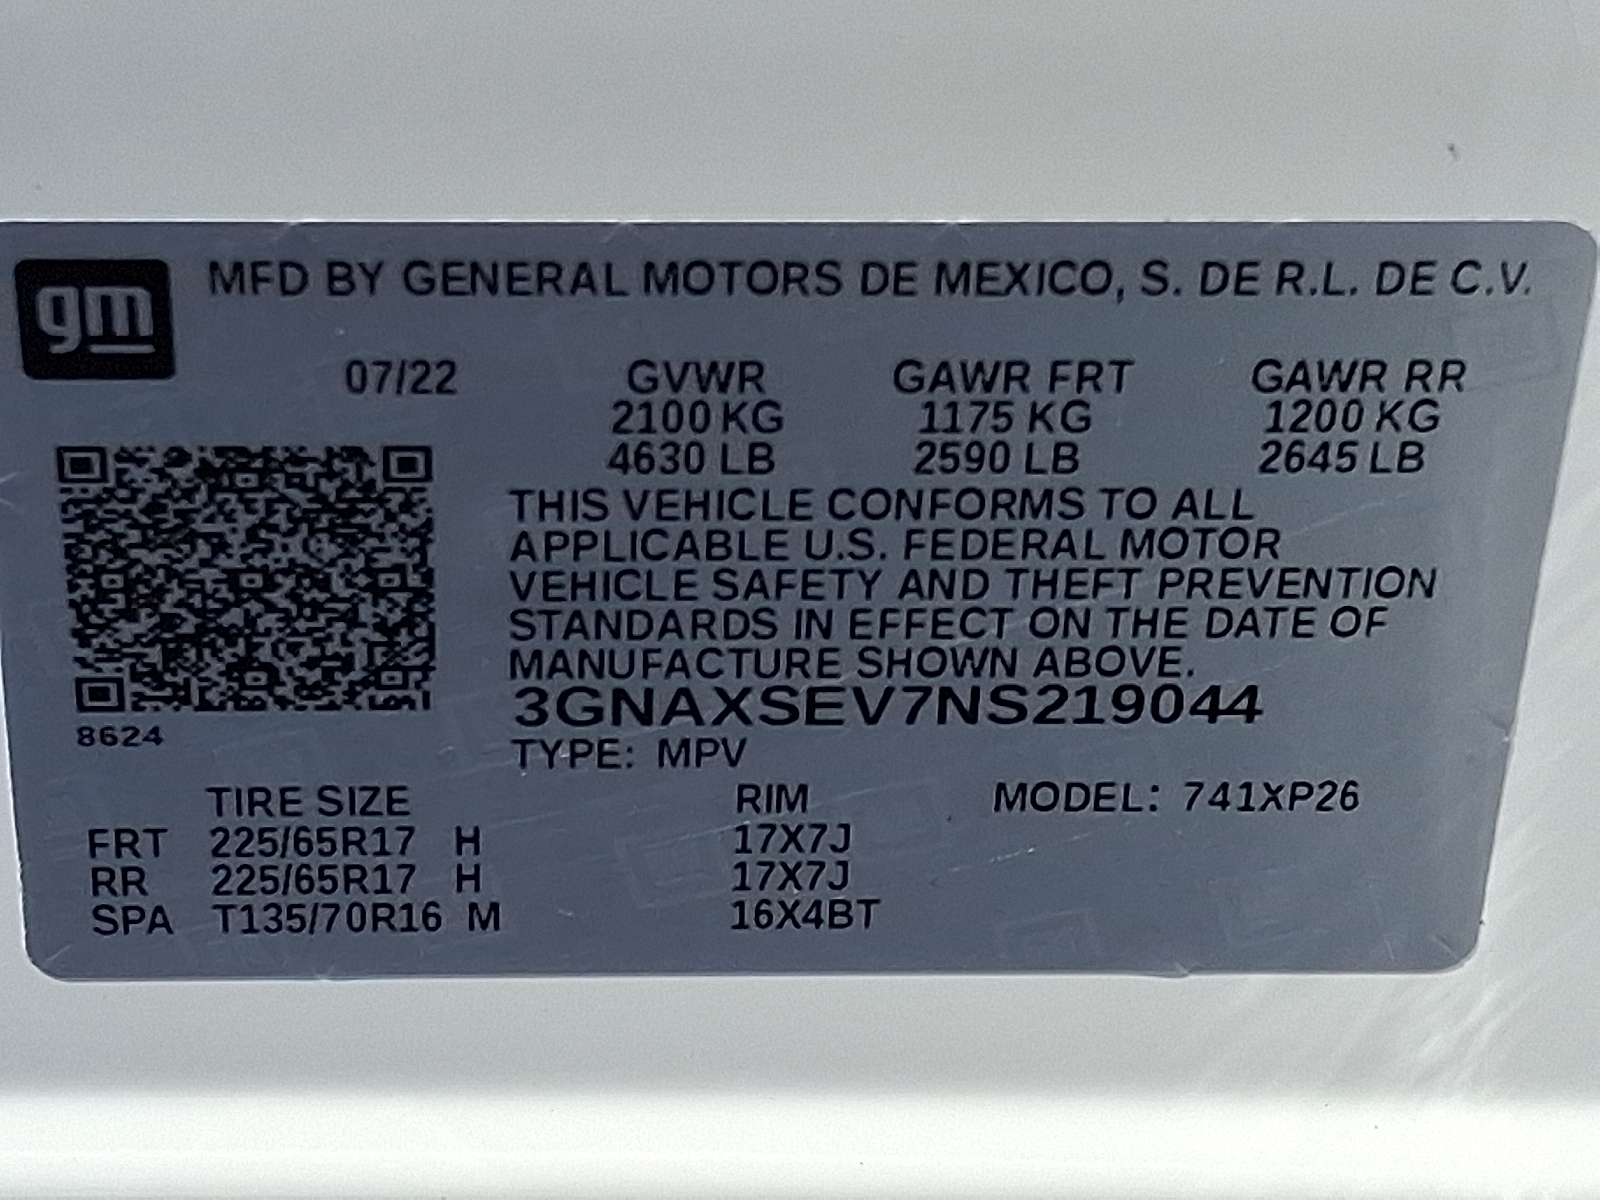 gm MFD BY GENERAL MOTORS DE MEXICO, S. DE R.L. DE C.V.
07/22 GVWR GAWR FRT GAWR RR
2100 KG 1175 KG 1200 KG
4630 LB 2590 LB 2645 LB
THIS VEHICLE CONFORMS TO ALL
APPLICABLE U.S. FEDERAL MOTOR
VEHICLE SAFETY AND THEFT PREVENTION
STANDARDS IN EFFECT ON THE DATE OF
MANUFACTURE SHOWN ABOVE.
3GNAXSEV7NS219044
8624
TYPE: MPV
TIRE SIZE RIM MODEL: 741XP26
FRT 225/65R17 H 17X7J
RR 225/65R17 H 17X7J
SPA T135/70R16 M 16X4BT